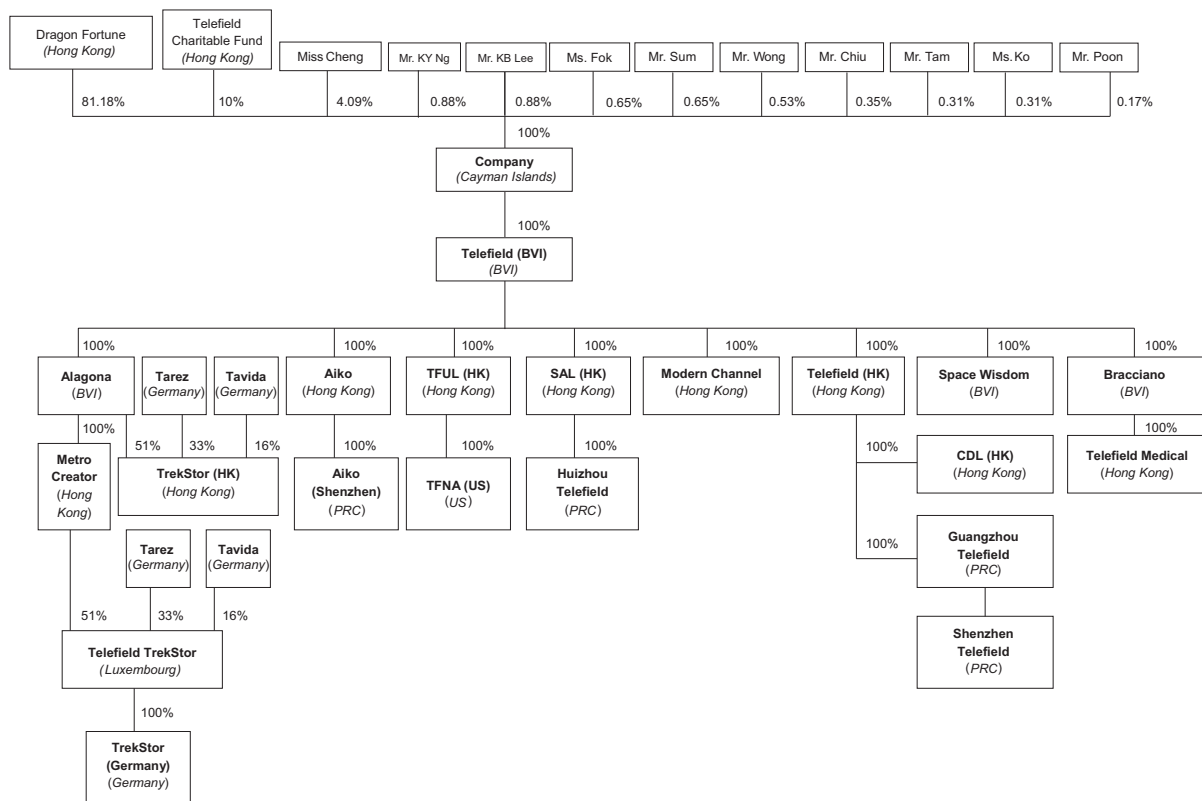 Dragon Fortune
(Hong Kong)
Telefield
Charitable Fund
(Hong Kong)
Miss Cheng
Mr. KY Ng
Mr. KB Lee
Ms. Fok
Mr. Sum
Mr. Wong
Mr. Chiu
Mr. Tam
Ms. Ko
Mr. Poon
81.18%
10%
4.09%
0.88%
0.88%
0.65%
0.65%
0.53%
0.35%
0.31%
0.31%
0.17%
100%
Company
(Cayman Islands)
100%
Telefield (BVI)
(BVI)
100%
100%
100%
100%
100%
100%
100%
100%
Alagona
(BVI)
Tarez
(Germany)
Tavida
(Germany)
Aiko
(Hong Kong)
TFUL (HK)
(Hong Kong)
SAL (HK)
(Hong Kong)
Modern Channel
(Hong Kong)
Telefield (HK)
(Hong Kong)
Space Wisdom
(BVI)
Bracciano
(BVI)
100%
51%
33%
16%
100%
100%
100%
100%
100%
Metro
Creator
(Hong
Kong)
TrekStor (HK)
(Hong Kong)
Aiko
(Shenzhen)
(PRC)
TFNA (US)
(US)
Huizhou
Telefield
(PRC)
CDL (HK)
(Hong Kong)
Telefield Medical
(Hong Kong)
Tarez
(Germany)
Tavida
(Germany)
100%
Guangzhou
Telefield
(PRC)
51%
33%
16%
Telefield TrekStor
(Luxembourg)
Shenzhen
Telefield
(PRC)
100%
TrekStor
(Germany)
(Germany)